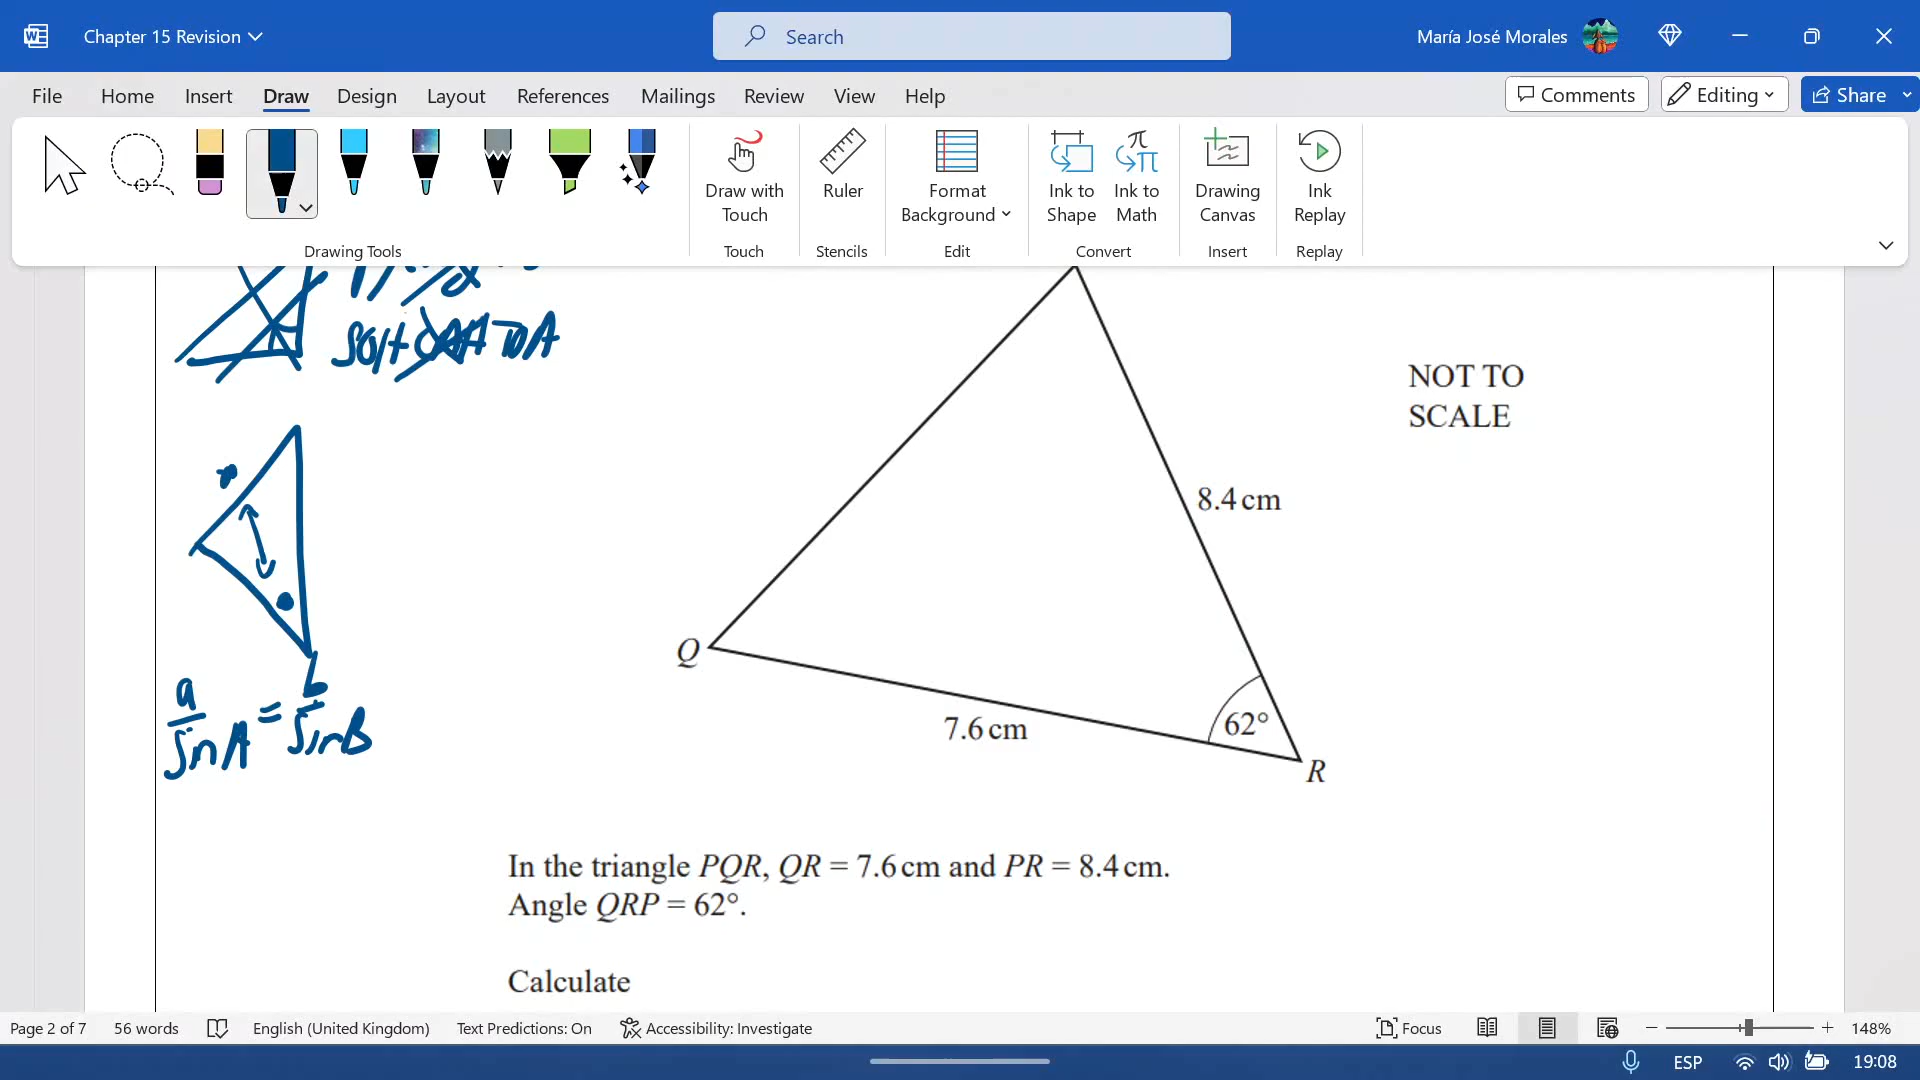 Chapter 15 Revision
Search
María José Morales
File Home Insert Draw Design Layout References Mailings Review View Help
Comments Editing Share
Draw with Touch
Ruler
Format Background
Ink to Shape
Ink to Math
Drawing Canvas
Ink Replay
Drawing Tools Touch Stencils Edit Convert Insert Replay
NOT TO
SCALE
8.4 cm
Q
62°
7.6 cm
R
a/sin A = b/sin B
In the triangle PQR, QR = 7.6 cm and PR = 8.4 cm.
Angle QRP = 62°.
Calculate
Page 2 of 7 56 words English (United Kingdom) Text Predictions: On Accessibility: Investigate Focus 148%
ESP 19:08